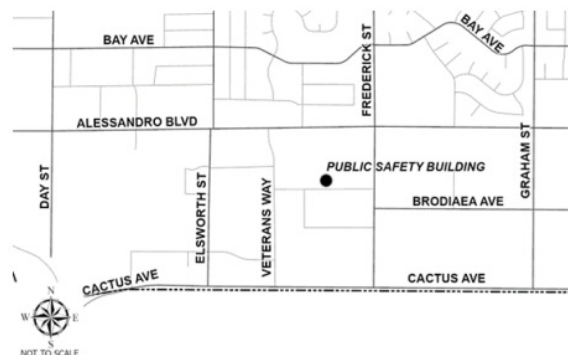 BAY AVE
FREDERICK ST
BAY AVE
ALESSANDRO BLVD
PUBLIC SAFETY BUILDING
DAY ST
ELSWORTH ST
VETERANS WAY
GRAHAM ST
BRODIAEA AVE
CACTUS AVE
CACTUS AVE
N
W
E
S
NOT TO SCALE